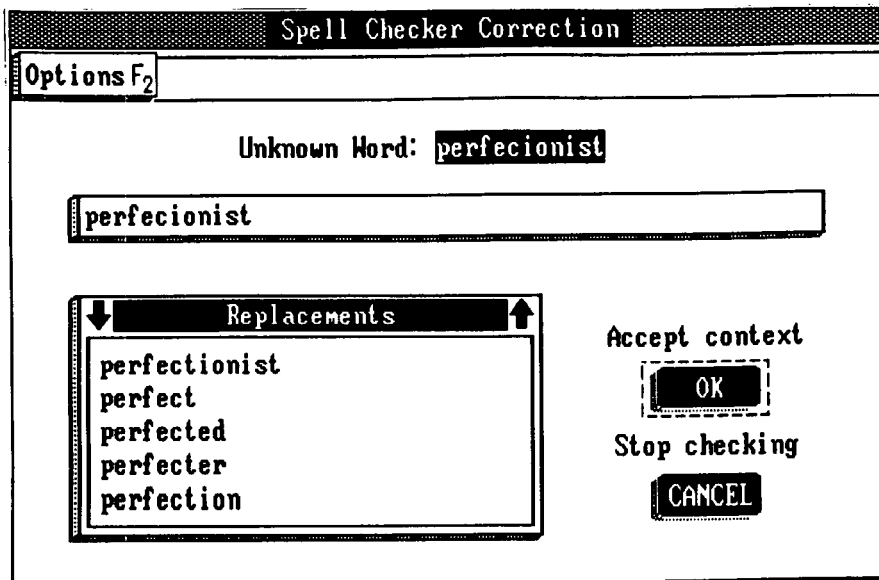 Spell Checker Correction
Options F2
Unknown Word: perfecionist
perfecionist
Replacements
perfectionist
perfect
perfected
perfecter
perfection
Accept context
OK
Stop checking
CANCEL